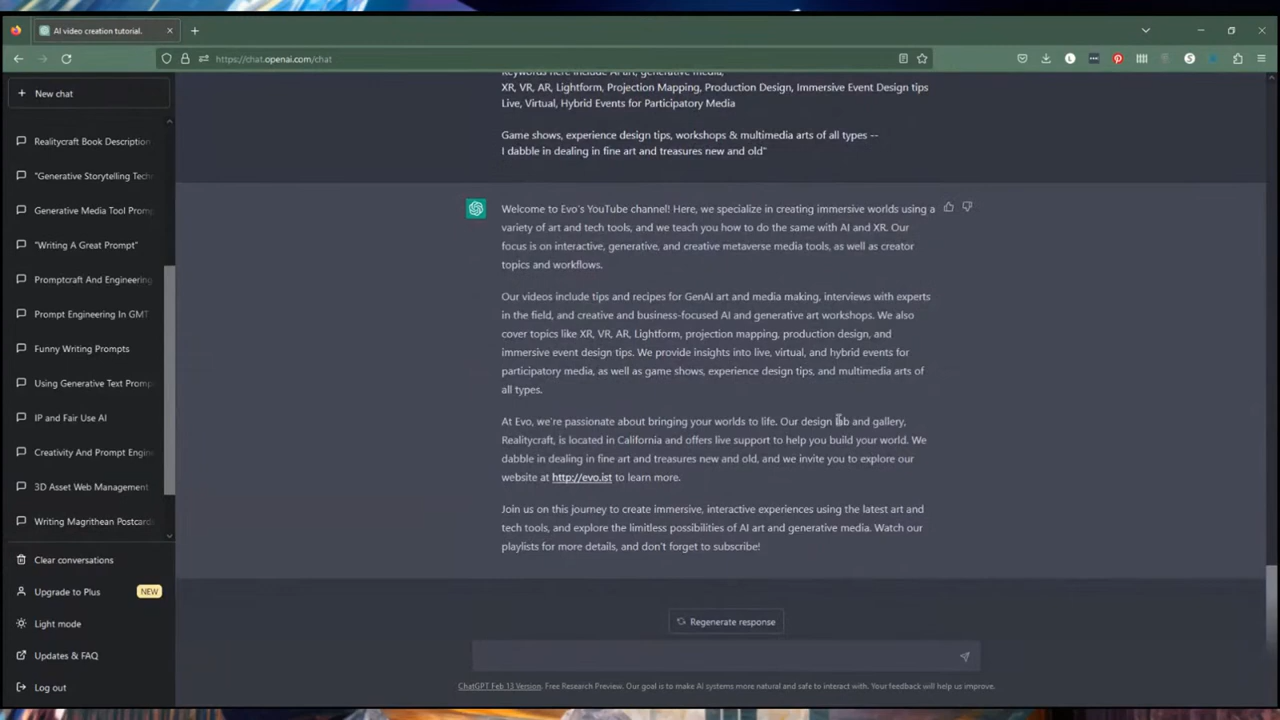 AI video creation tutorial.
https://chat.openai.com/chat
New chat
Realitycraft Book Description
"Generative Storytelling Techn
Generative Media Tool Promp
"Writing A Great Prompt"
Promptcraft And Engineering
Prompt Engineering In GMT
Funny Writing Prompts
Using Generative Text Promp
IP and Fair Use AI
Creativity And Prompt Engine
3D Asset Web Management
Writing Magrithean Postcards
Clear conversations
Upgrade to Plus NEW
Light mode
Updates & FAQ
Log out
Keywords here include AI art, generative media,
XR, VR, AR, Lightform, Projection Mapping, Production Design, Immersive Event Design tips
Live, Virtual, Hybrid Events for Participatory Media
Game shows, experience design tips, workshops & multimedia arts of all types --
I dabble in dealing in fine art and treasures new and old"
Welcome to Evo's YouTube channel! Here, we specialize in creating immersive worlds using a
variety of art and tech tools, and we teach you how to do the same with AI and XR. Our
focus is on interactive, generative, and creative metaverse media tools, as well as creator
topics and workflows.
Our videos include tips and recipes for GenAI art and media making, interviews with experts
in the field, and creative and business-focused AI and generative art workshops. We also
cover topics like XR, VR, AR, Lightform, projection mapping, production design, and
immersive event design tips. We provide insights into live, virtual, and hybrid events for
participatory media, as well as game shows, experience design tips, and multimedia arts of
all types.
At Evo, we're passionate about bringing your worlds to life. Our design lab and gallery,
Realitycraft, is located in California and offers live support to help you build your world. We
dabble in dealing in fine art and treasures new and old, and we invite you to explore our
website at http://evo.ist to learn more.
Join us on this journey to create immersive, interactive experiences using the latest art and
tech tools, and explore the limitless possibilities of AI art and generative media. Watch our
playlists for more details, and don't forget to subscribe!
Regenerate response
ChatGPT Feb 13 Version. Free Research Preview. Our goal is to make AI systems more natural and safe to interact with. Your feedback will help us improve.